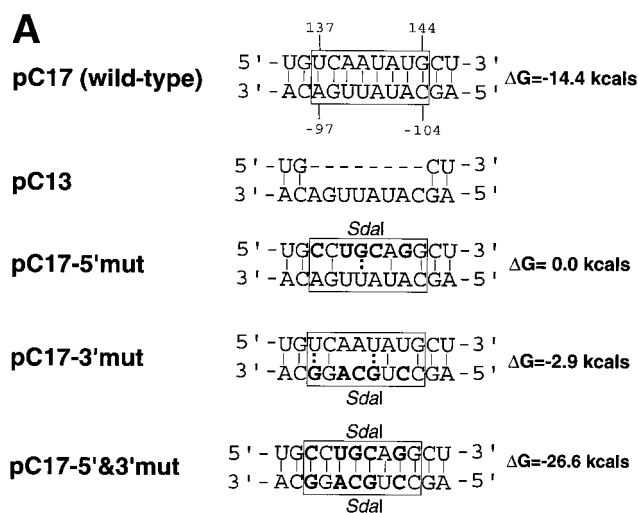 A
137 144
5'-UGUCAAUAUGCU-3'
pC17 (wild-type) ΔG=-14.4 kcals
3'-ACAGUUAUACGA-5'
-97 -104
5'-UG--------CU-3'
pC13
3'-ACAGUUAUACGA-5'
SdaI
5'-UGCCUGCAGGCU-3'
pC17-5'mut ΔG= 0.0 kcals
3'-ACAGUUAUACGA-5'
5'-UGUCAAUAUGCU-3'
pC17-3'mut ΔG=-2.9 kcals
3'-ACGGACGUCCGA-5'
SdaI
SdaI
5'-UGCCUGCAGGCU-3'
pC17-5'&3'mut ΔG=-26.6 kcals
3'-ACGGACGUCCGA-5'
SdaI